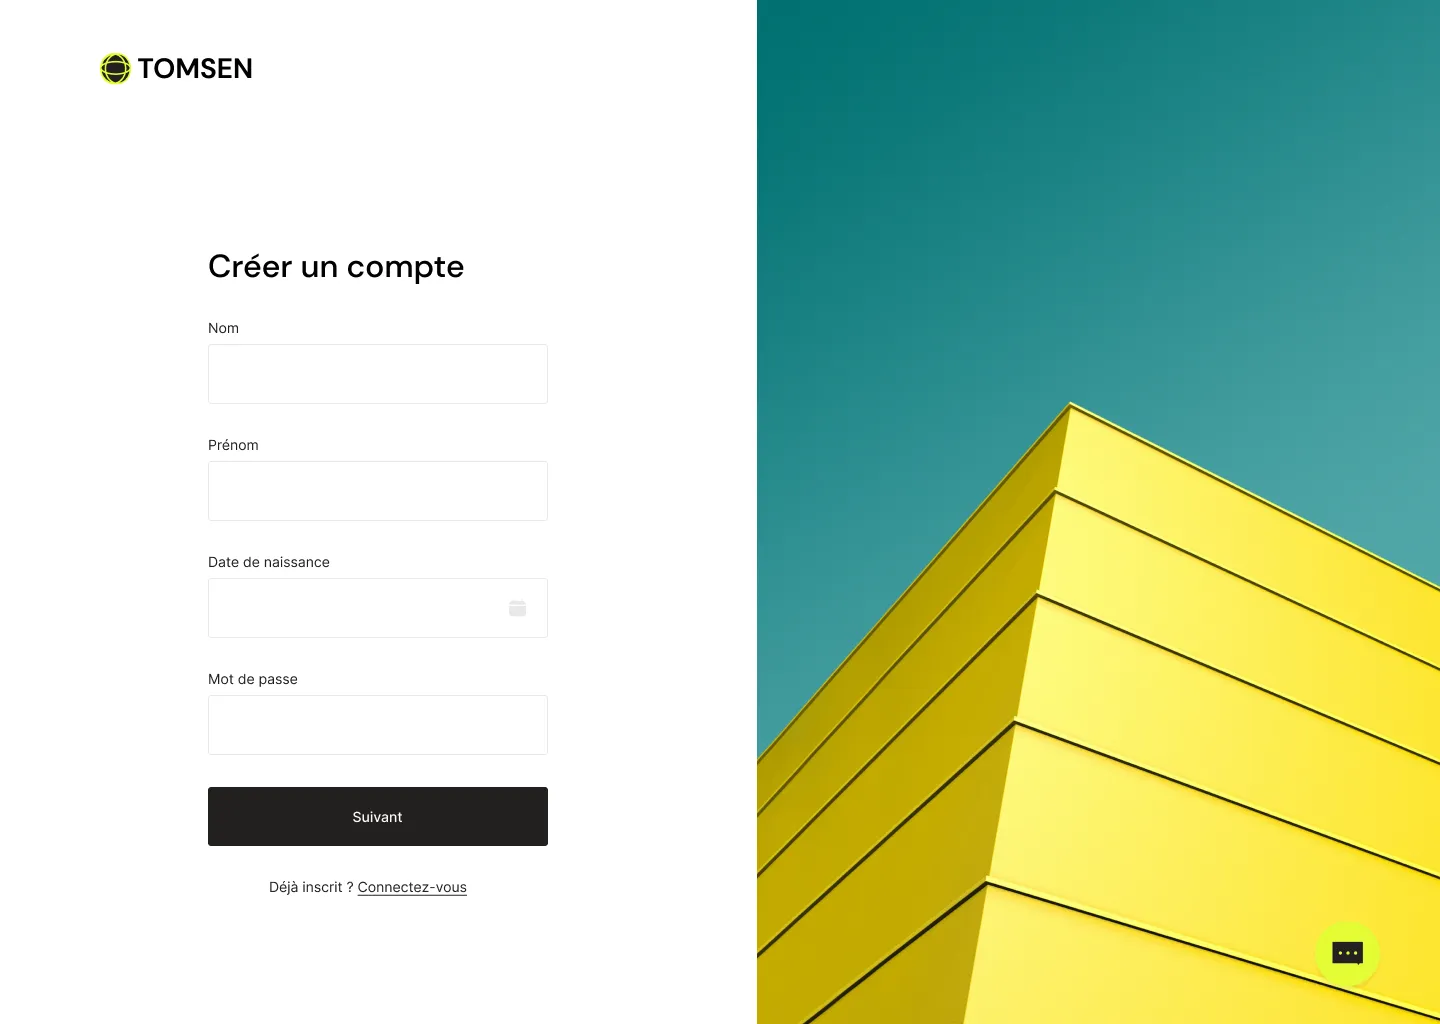 TOMSEN
Créer un compte
Nom
Prénom
Date de naissance
Mot de passe
Suivant
Déjà inscrit ? Connectez-vous